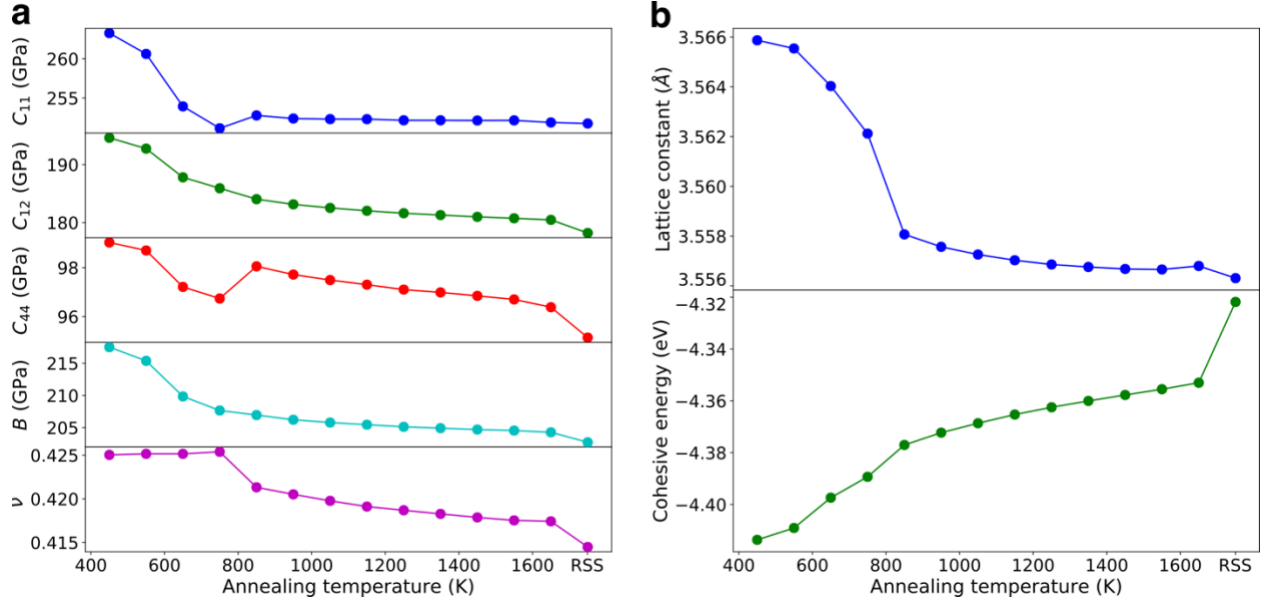 a
C₁₁ (GPa)
260
255
C₁₂ (GPa)
190
180
C₄₄ (GPa)
98
96
B (GPa)
215
210
205
ν
0.425
0.420
0.415
400 600 800 1000 1200 1400 1600 RSS
Annealing temperature (K)
b
Lattice constant (Å)
3.566
3.564
3.562
3.560
3.558
3.556
Cohesive energy (eV)
−4.32
−4.34
−4.36
−4.38
−4.40
400 600 800 1000 1200 1400 1600 RSS
Annealing temperature (K)